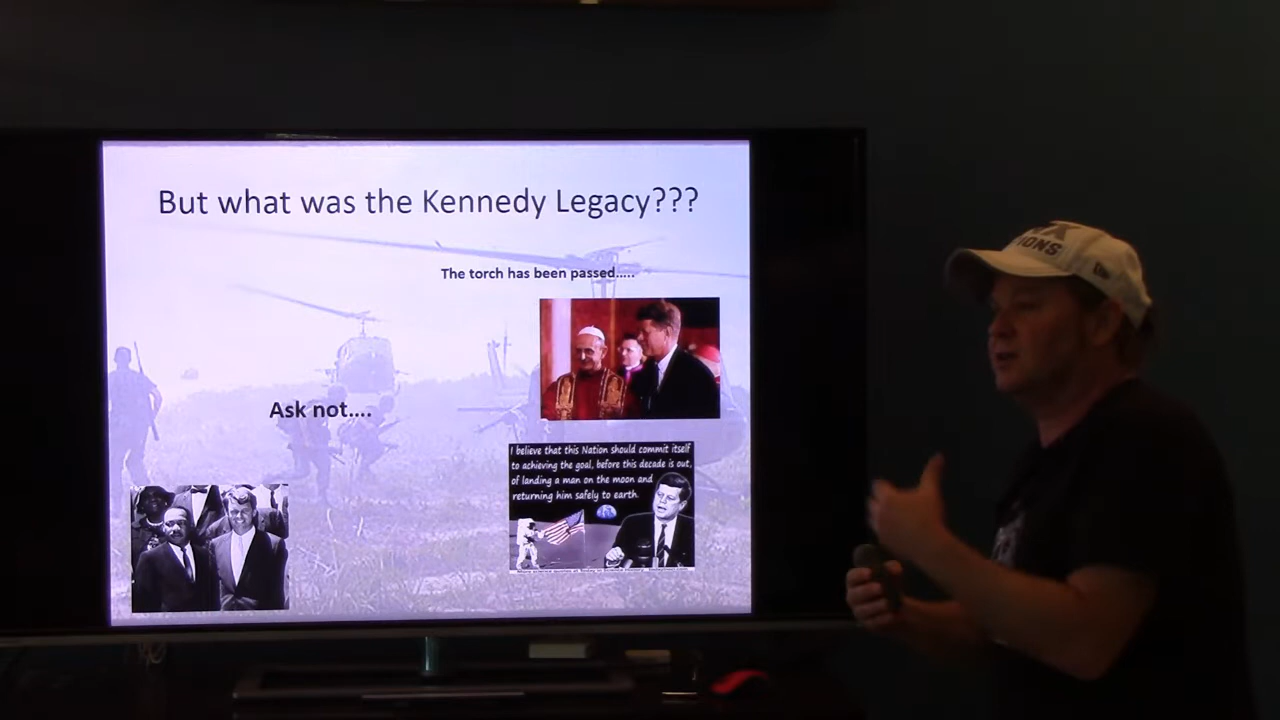 But what was the Kennedy Legacy???
The torch has been passed.....
Ask not....
I believe that this Nation should commit itself
to achieving the goal, before this decade is out,
of landing a man on the moon and
returning him safely to earth.
IONS